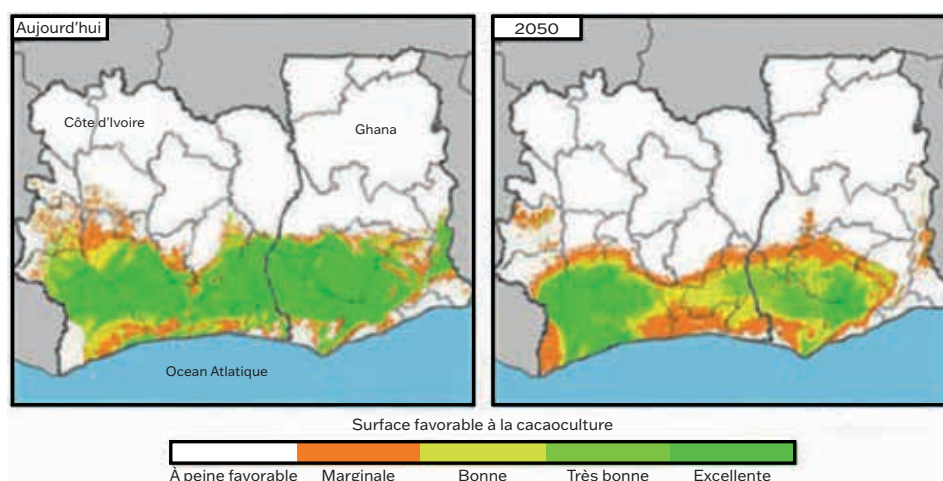 Aujourd'hui
2050
Côte d'Ivoire
Ghana
Ocean Atlatique
Surface favorable à la cacaoculture
À peine favorable Marginale Bonne Très bonne Excellente